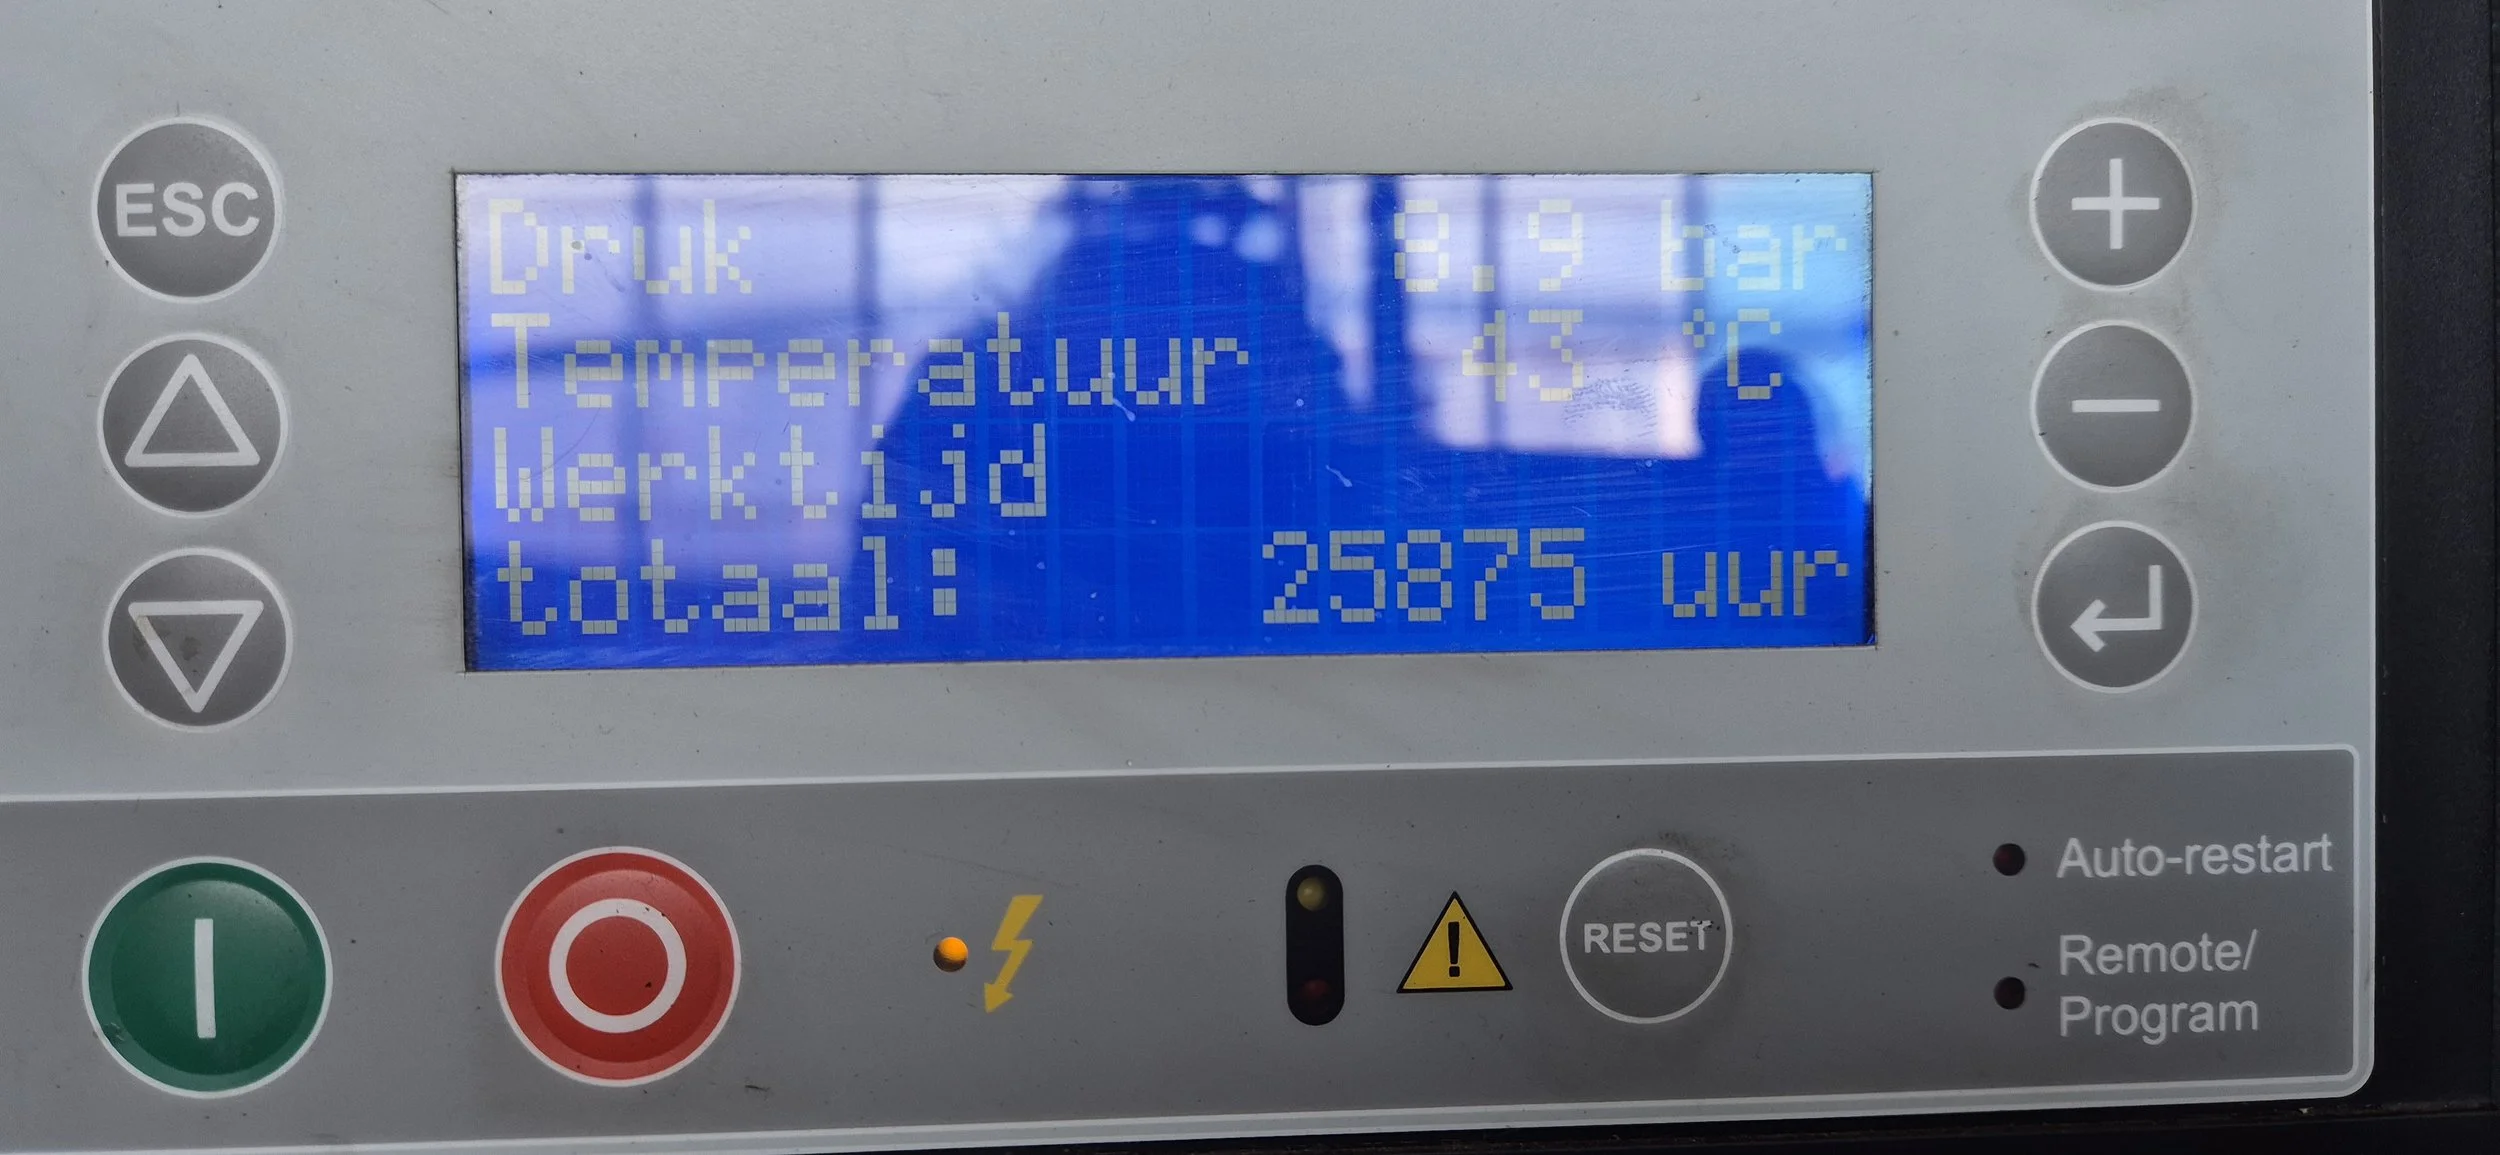 ESC
Druk 8.9 bar
Temperatuur 43 °C
Werktijd
totaal: 25875 uur
RESET
Auto-restart
Remote/
Program